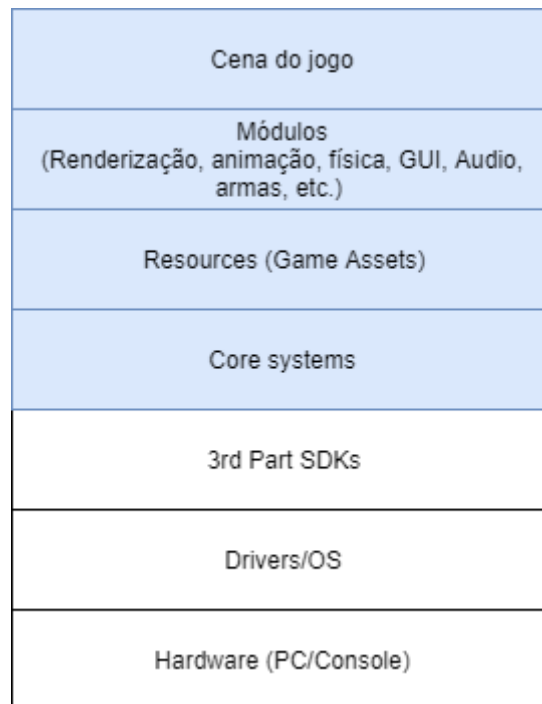 Cena do jogo
Módulos
(Renderização, animação, física, GUI, Audio,
armas, etc.)
Resources (Game Assets)
Core systems
3rd Part SDKs
Drivers/OS
Hardware (PC/Console)